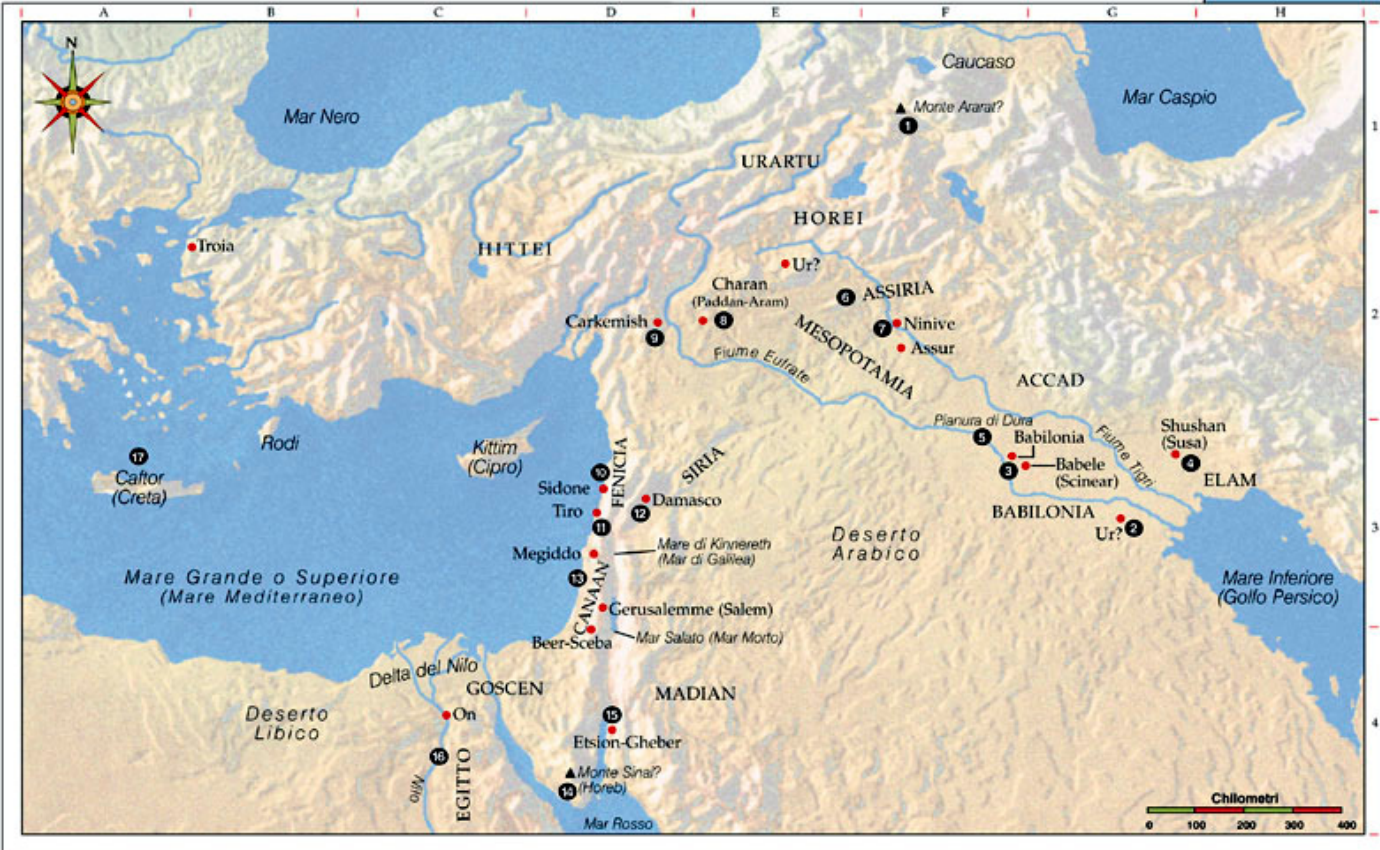 A B C D E F G H
N
Caucaso
Mar Caspio
Mar Nero
Monte Ararat?
1
1
URARTU
HOREI
Troia
HITTEI
Ur?
Charan
(Paddan-Aram)
8
6
ASSIRIA
Carkemish
9
MESOPOTAMIA
7
Ninive
Assur
2
Fiume Eufrate
ACCAD
Pianura di Dura
5
Babilonia
3
Babele
(Scinear)
Fiume Tigri
Shushan
(Susa)
4
ELAM
17
Caftor
(Creta)
Rodi
Kittim
(Cipro)
10
FENICIA
Sidone
SIRIA
Damasco
12
Tiro
11
BABILONIA
Ur?
2
Deserto
Arabico
3
Megiddo
13
Mare di Kinnereth
(Mar di Galilea)
Mare Grande o Superiore
(Mare Mediterraneo)
CANAAN
Mare Inferiore
(Golfo Persico)
Gerusalemme (Salem)
Beer-Sceba
Mar Salato (Mar Morto)
Delta del Nilo
GOSCEN
MADIAN
Deserto
Libico
On
15
Etsion-Gheber
4
16
Nilo
EGITTO
Monte Sinai?
(Horeb)
14
Mar Rosso
Chilometri
0 100 200 300 400